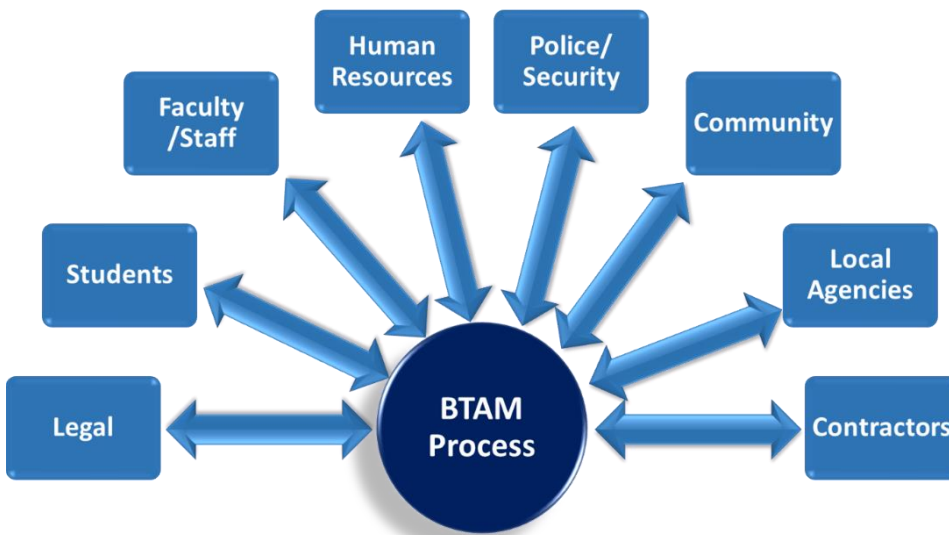 Human
Resources
Police/
Security
Faculty
/Staff
Community
Students
Local
Agencies
Legal
BTAM
Process
Contractors